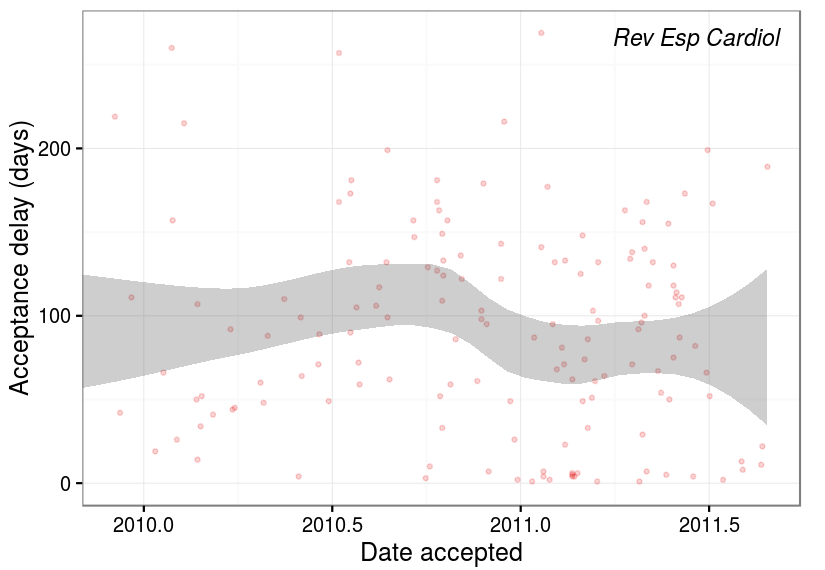 Rev Esp Cardiol
Acceptance delay (days)
200
100
0
2010.0 2010.5 2011.0 2011.5
Date accepted